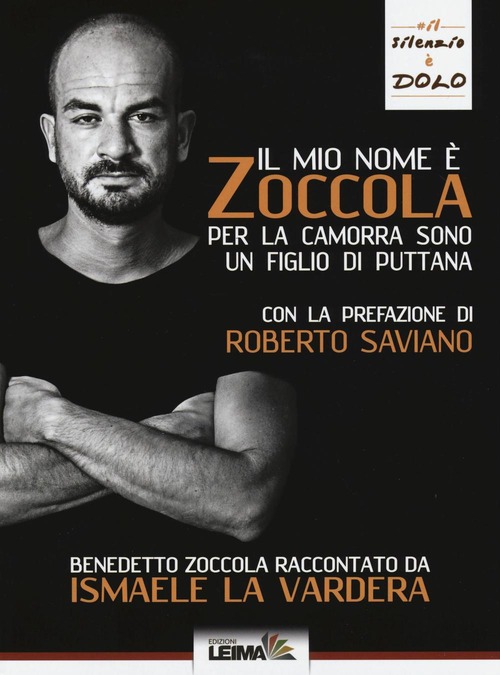 #il
silenzio
è
DOLO
IL MIO NOME È
ZOCCOLA
PER LA CAMORRA SONO
UN FIGLIO DI PUTTANA
CON LA PREFAZIONE DI
ROBERTO SAVIANO
BENEDETTO ZOCCOLA RACCONTATO DA
ISMAELE LA VARDERA
EDIZIONI
LEIMA